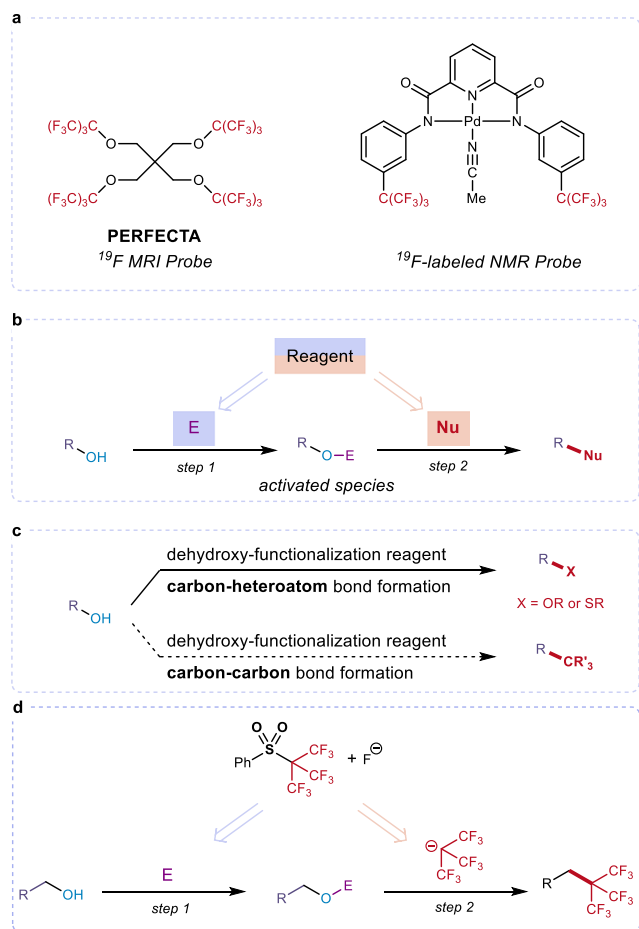 a
(F₃C)₃C
O
O
C(CF₃)₃
(F₃C)₃C
O
O
C(CF₃)₃
PERFECTA
¹⁹F MRI Probe
O
O
N
N
Pd
N
N
C
Me
C(CF₃)₃
C(CF₃)₃
¹⁹F-labeled NMR Probe
b
Reagent
E
Nu
R
OH
step 1
R
O–E
step 2
R
Nu
activated species
c
R
OH
dehydroxy-functionalization reagent
carbon-heteroatom bond formation
R
X
X = OR or SR
dehydroxy-functionalization reagent
carbon-carbon bond formation
R
CR'₃
d
O O
Ph S CF₃
CF₃
CF₃
+ F⊖
R
OH
E
step 1
R
O
E
⊖
CF₃
CF₃
CF₃
step 2
R
CF₃
CF₃
CF₃